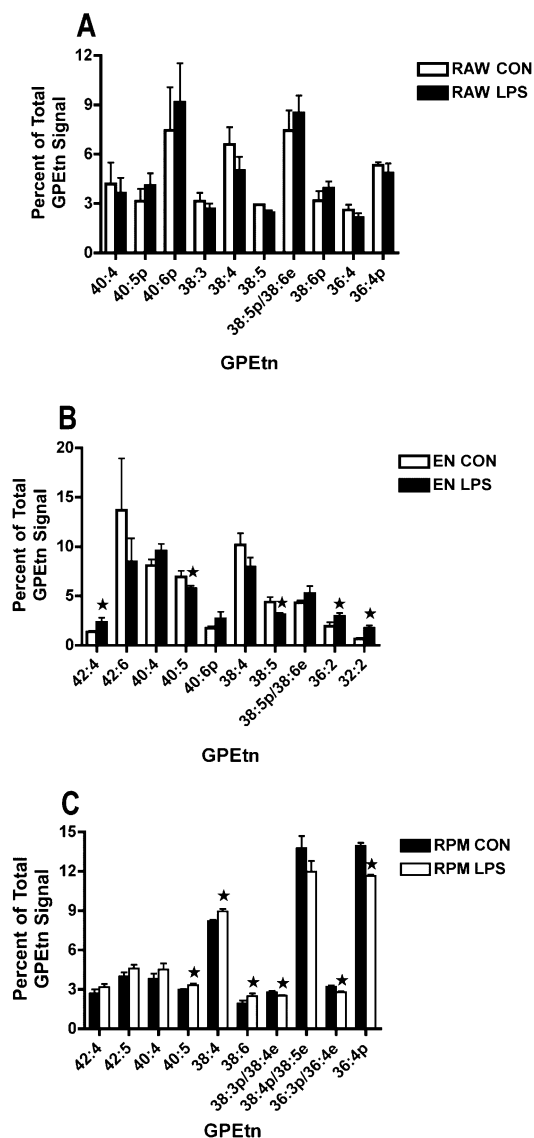 A
Percent of Total
GPEtn Signal
12
9
6
3
0
RAW CON
RAW LPS
40:4
40:5p
40:6p
38:3
38:4
38:5
38:5p/38:6e
38:6p
36:4
36:4p
GPEtn
B
Percent of Total
GPEtn Signal
20
15
10
5
0
EN CON
EN LPS
42:4
42:6
40:4
40:5
40:6p
38:4
38:5
38:5p/38:6e
36:2
32:2
GPEtn
C
Percent of Total
GPEtn Signal
15
12
9
6
3
0
RPM CON
RPM LPS
42:4
42:5
40:4
40:5
38:4
38:6
38:3p/38:4e
38:4p/38:5e
36:3p/36:4e
36:4p
GPEtn